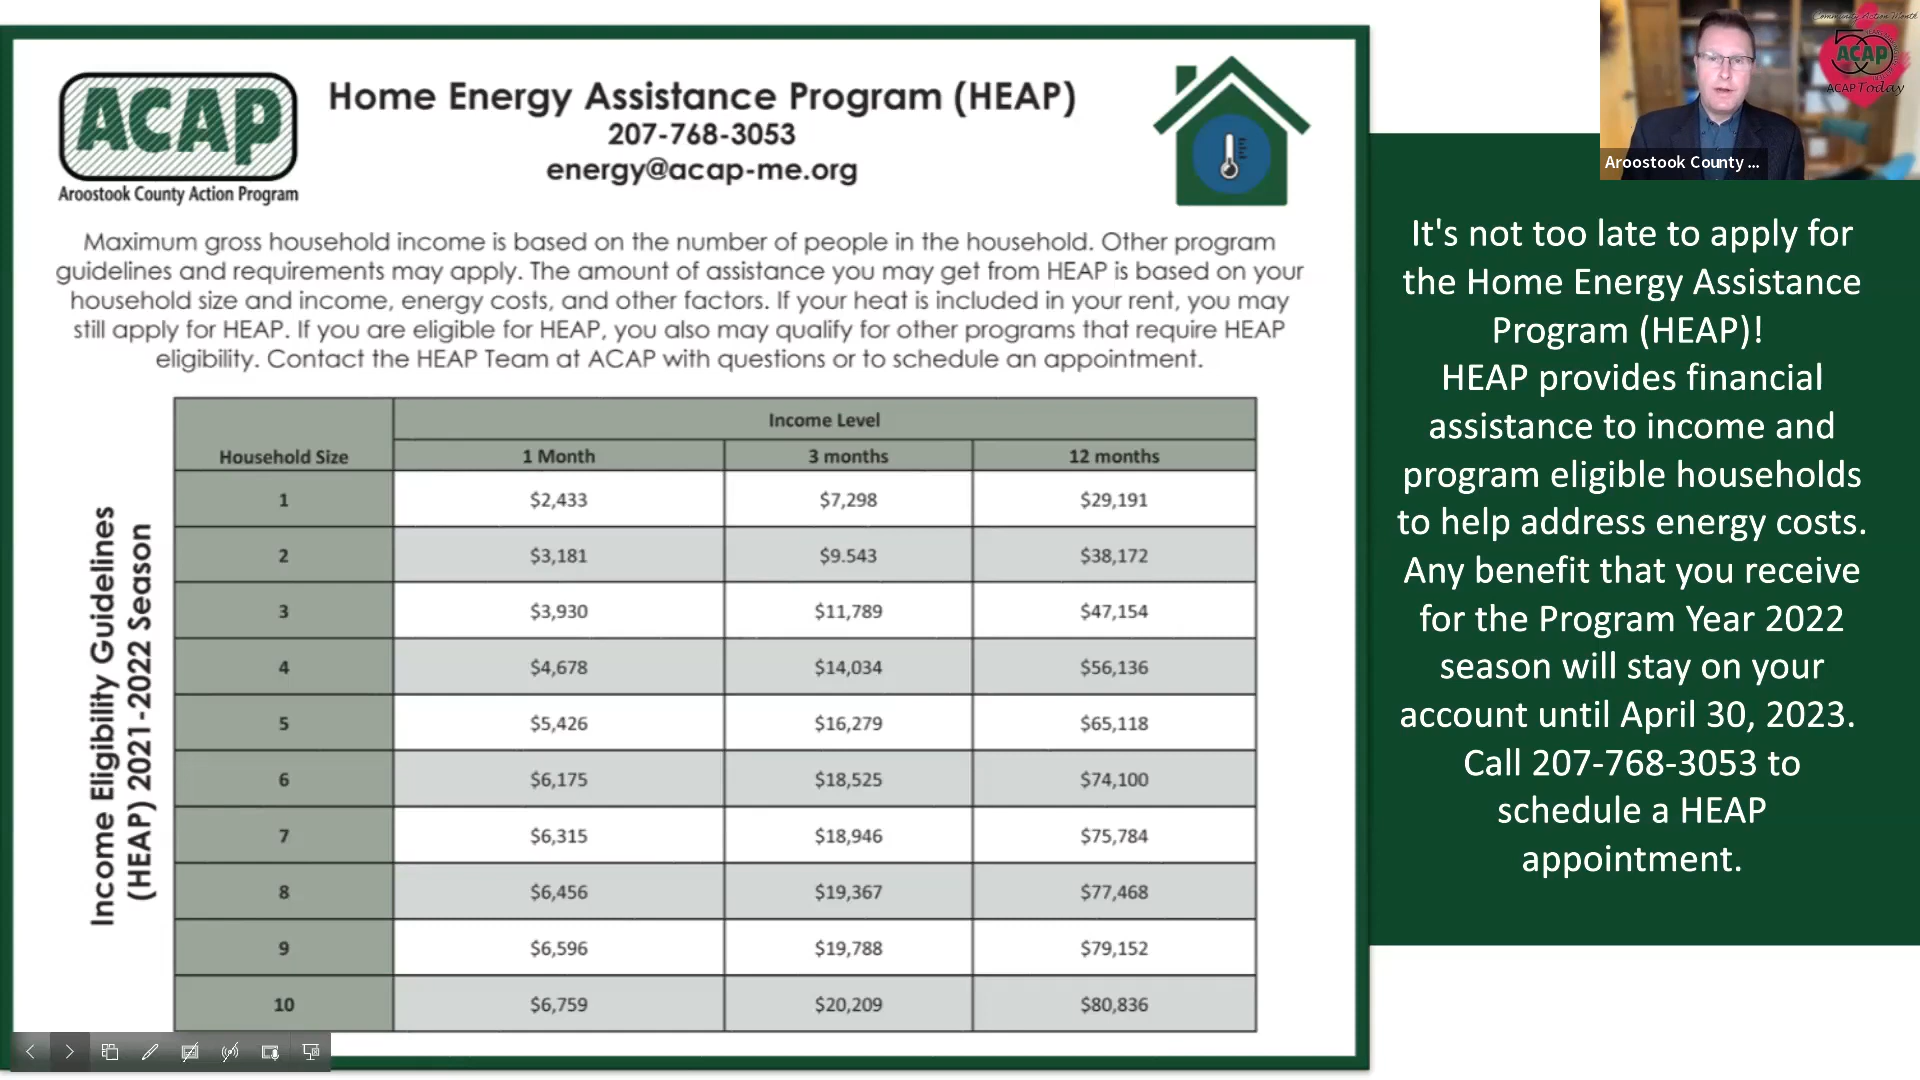 ACAP
Aroostook County Action Program
Home Energy Assistance Program (HEAP)
207-768-3053
energy@acap-me.org
Maximum gross household income is based on the number of people in the household. Other program
guidelines and requirements may apply. The amount of assistance you may get from HEAP is based on your
household size and income, energy costs, and other factors. If your heat is included in your rent, you may
still apply for HEAP. If you are eligible for HEAP, you also may qualify for other programs that require HEAP
eligibility. Contact the HEAP Team at ACAP with questions or to schedule an appointment.
Income Eligibility Guidelines
(HEAP) 2021-2022 Season
Income Level
Household Size 1 Month 3 months 12 months
1 $2,433 $7,298 $29,191
2 $3,181 $9.543 $38,172
3 $3,930 $11,789 $47,154
4 $4,678 $14,034 $56,136
5 $5,426 $16,279 $65,118
6 $6,175 $18,525 $74,100
7 $6,315 $18,946 $75,784
8 $6,456 $19,367 $77,468
9 $6,596 $19,788 $79,152
10 $6,759 $20,209 $80,836
Community Action Month
50
ACAP
ACAP Today
Aroostook County ...
It's not too late to apply for
the Home Energy Assistance
Program (HEAP)!
HEAP provides financial
assistance to income and
program eligible households
to help address energy costs.
Any benefit that you receive
for the Program Year 2022
season will stay on your
account until April 30, 2023.
Call 207-768-3053 to
schedule a HEAP
appointment.